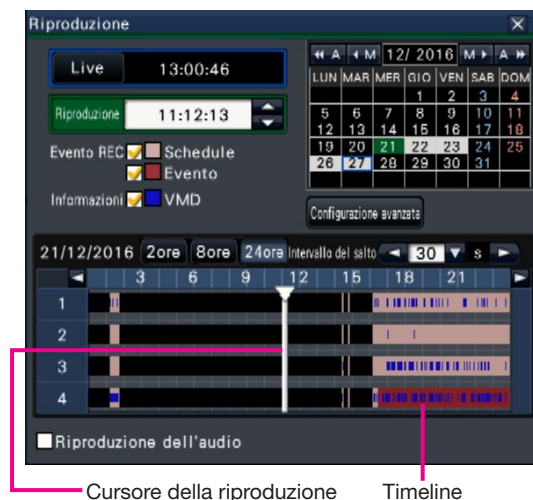 Riproduzione ×
Live 13:00:46
Riproduzione 11:12:13
Evento REC Schedule
Evento
Informazioni VMD
A M 12/ 2016 M A
LUN MAR MER GIO VEN SAB DOM
1 2 3 4
5 6 7 8 9 10 11
12 13 14 15 16 17 18
19 20 21 22 23 24 25
26 27 28 29 30 31
Configurazione avanzata
21/12/2016 2ore 8ore 24ore Intervallo del salto 30 s
3 6 9 12 15 18 21
1
2
3
4
Riproduzione dell'audio
Cursore della riproduzione Timeline